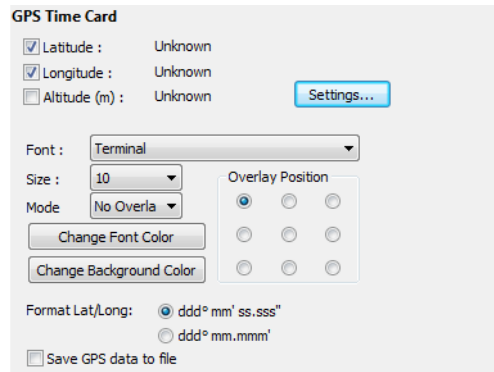 GPS Time Card
Latitude : Unknown
Longitude : Unknown
Altitude (m) : Unknown
Settings...
Font : Terminal
Size : 10
Overlay Position
Mode No Overla
Change Font Color
Change Background Color
Format Lat/Long: ddd° mm' ss.sss"
ddd° mm.mmm'
Save GPS data to file